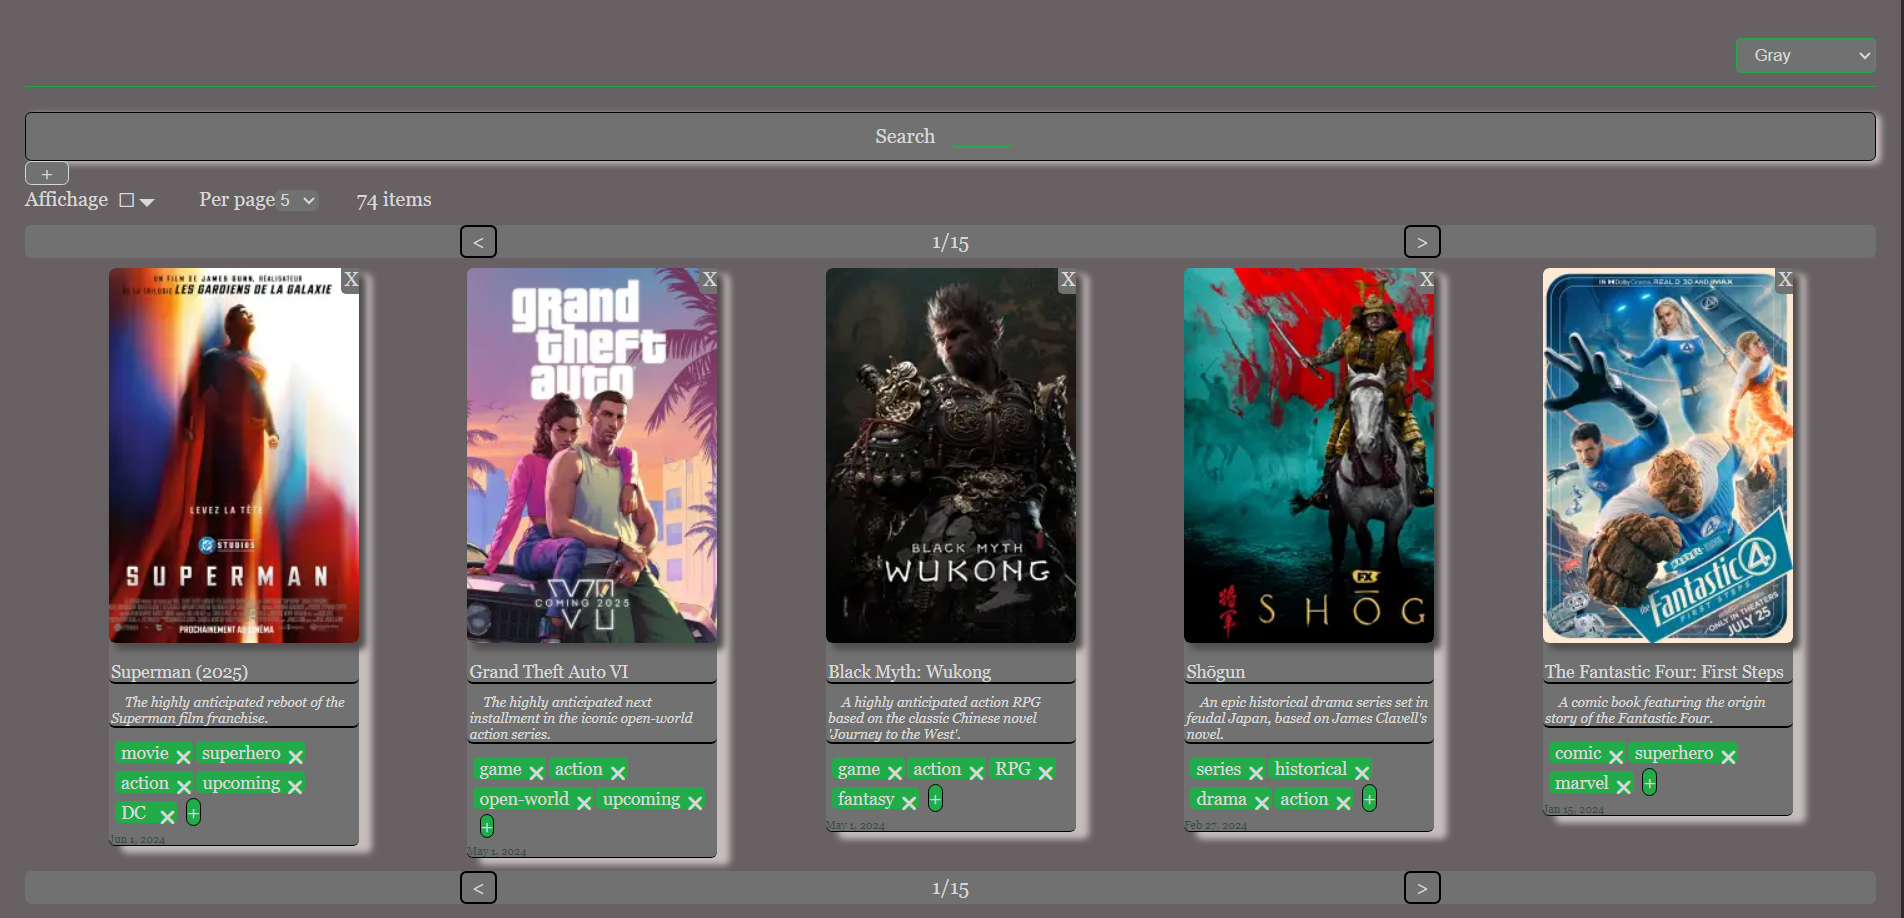 Gray
Search
+
Affichage
Per page 5
74 items
<
1/15
>
X
UN FILM DE JAMES GUNN, RÉALISATEUR
DE LA TRILOGIE LES GARDIENS DE LA GALAXIE
LEVEZ LA TÊTE
DC STUDIOS
SUPERMAN
PROCHAINEMENT AU CINÉMA
Superman (2025)
The highly anticipated reboot of the
Superman film franchise.
movie superhero
action upcoming
DC +
Jun 1, 2024
X
grand
theft
auto
VI
COMING 2025
Grand Theft Auto VI
The highly anticipated next
installment in the iconic open-world
action series.
game action
open-world upcoming
+
May 1, 2024
X
BLACK MYTH
WUKONG
Black Myth: Wukong
A highly anticipated action RPG
based on the classic Chinese novel
'Journey to the West'.
game action RPG
fantasy +
May 1, 2024
X
FX
将軍
SHŌG
Shōgun
An epic historical drama series set in
feudal Japan, based on James Clavell's
novel.
series historical
drama action +
Feb 27, 2024
X
IN Dolby Cinema, REAL D 3D AND IMAX
MARVEL STUDIOS
the Fantastic 4
FIRST STEPS
ONLY IN THEATERS
JULY 25
The Fantastic Four: First Steps
A comic book featuring the origin
story of the Fantastic Four.
comic superhero
marvel +
Jan 15, 2024
<
1/15
>